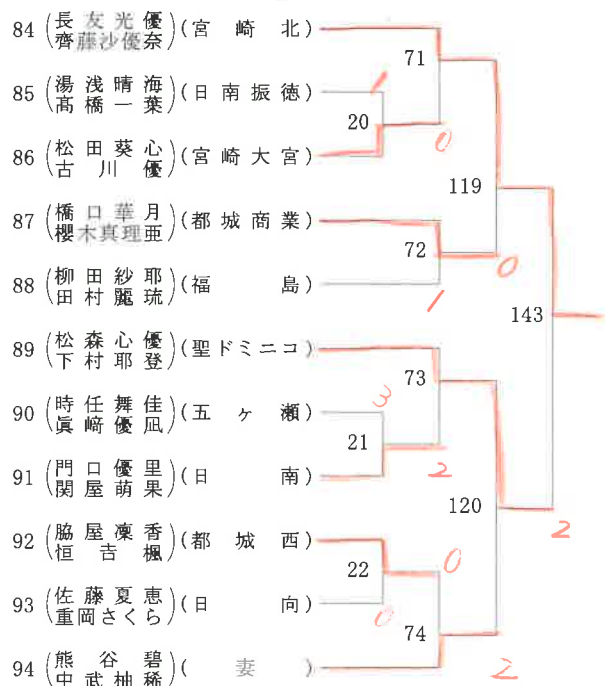 84 (長友光優 齊藤沙優奈)(宮崎北)
71
85 (湯浅晴海 髙橋一葉)(日南振徳)
1
20
0
86 (松田葵心 古川優)(宮崎大宮)
119
87 (橋口華月 櫻木真理亜)(都城商業)
72
0
88 (柳田紗耶 田村麗琉)(福島)
1
143
89 (松森心優 下村耶登)(聖ドミニコ)
73
3
90 (時任舞佳 眞﨑優凪)(五ヶ瀬)
21
2
91 (門口優里 関屋萌果)(日南)
120
2
92 (脇屋凜香 恒吉楓)(都城西)
0
22
93 (佐藤夏恵 重岡さくら)(日向)
0
74
94 (熊谷碧 中武柚稀)(妻)
2